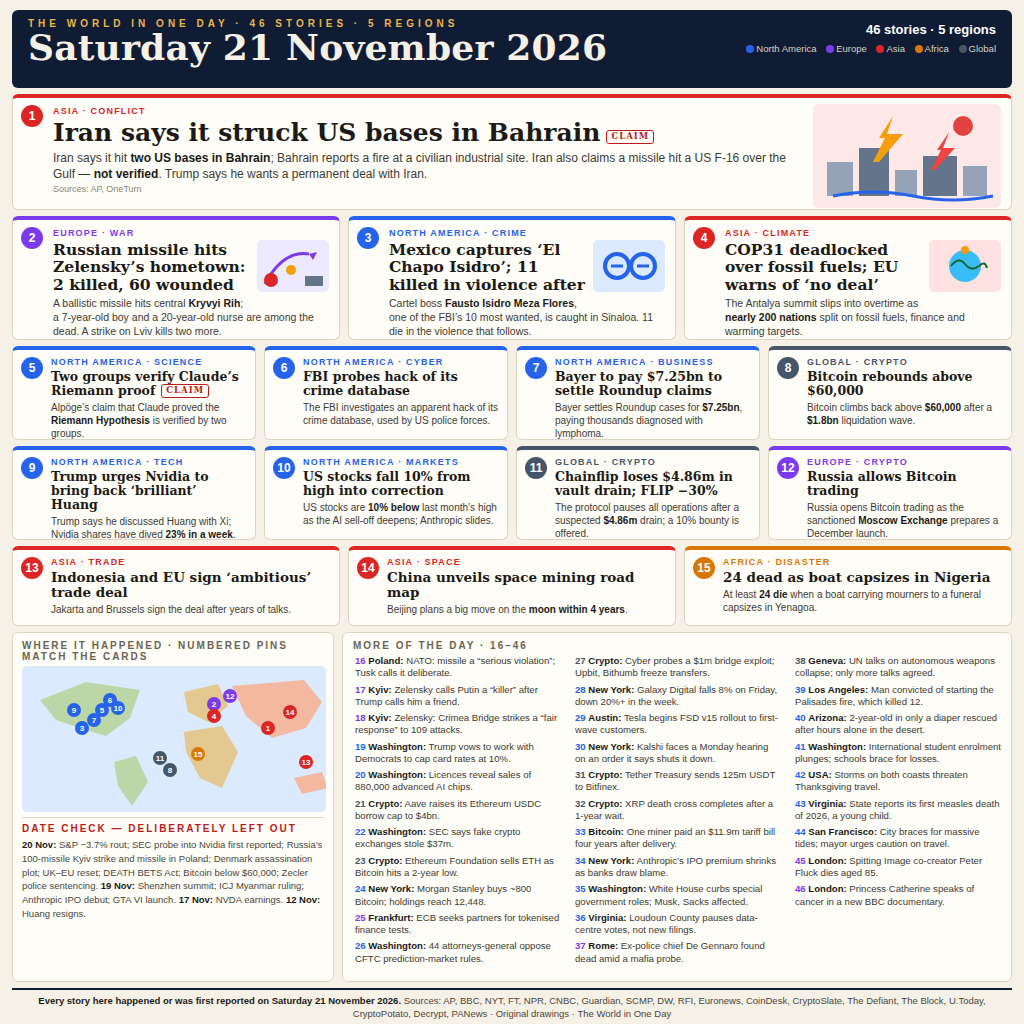 THE WORLD IN ONE DAY · 46 STORIES · 5 REGIONS
Saturday 21 November 2026
46 stories · 5 regions
North America Europe Asia Africa Global
1
ASIA · CONFLICT
Iran says it struck US bases in Bahrain CLAIM
Iran says it hit two US bases in Bahrain; Bahrain reports a fire at a civilian industrial site. Iran also claims a missile hit a US F-16 over the
Gulf — not verified. Trump says he wants a permanent deal with Iran.
Sources: AP, OneTurn
2
EUROPE · WAR
Russian missile hits
Zelensky’s hometown:
2 killed, 60 wounded
A ballistic missile hits central Kryvyi Rih;
a 7-year-old boy and a 20-year-old nurse are among the
dead. A strike on Lviv kills two more.
3
NORTH AMERICA · CRIME
Mexico captures ‘El
Chapo Isidro’; 11
killed in violence after
Cartel boss Fausto Isidro Meza Flores,
one of the FBI’s 10 most wanted, is caught in Sinaloa. 11
die in the violence that follows.
4
ASIA · CLIMATE
COP31 deadlocked
over fossil fuels; EU
warns of ‘no deal’
The Antalya summit slips into overtime as
nearly 200 nations split on fossil fuels, finance and
warming targets.
5
NORTH AMERICA · SCIENCE
Two groups verify Claude’s
Riemann proof CLAIM
Alpöge’s claim that Claude proved the
Riemann Hypothesis is verified by two
groups.
6
NORTH AMERICA · CYBER
FBI probes hack of its
crime database
The FBI investigates an apparent hack of its
crime database, used by US police forces.
7
NORTH AMERICA · BUSINESS
Bayer to pay $7.25bn to
settle Roundup claims
Bayer settles Roundup cases for $7.25bn,
paying thousands diagnosed with
lymphoma.
8
GLOBAL · CRYPTO
Bitcoin rebounds above
$60,000
Bitcoin climbs back above $60,000 after a
$1.8bn liquidation wave.
9
NORTH AMERICA · TECH
Trump urges Nvidia to
bring back ‘brilliant’
Huang
Trump says he discussed Huang with Xi;
Nvidia shares have dived 23% in a week.
10
NORTH AMERICA · MARKETS
US stocks fall 10% from
high into correction
US stocks are 10% below last month’s high
as the AI sell-off deepens; Anthropic slides.
11
GLOBAL · CRYPTO
Chainflip loses $4.86m in
vault drain; FLIP −30%
The protocol pauses all operations after a
suspected $4.86m drain; a 10% bounty is
offered.
12
EUROPE · CRYPTO
Russia allows Bitcoin
trading
Russia opens Bitcoin trading as the
sanctioned Moscow Exchange prepares a
December launch.
13
ASIA · TRADE
Indonesia and EU sign ‘ambitious’
trade deal
Jakarta and Brussels sign the deal after years of talks.
14
ASIA · SPACE
China unveils space mining road
map
Beijing plans a big move on the moon within 4 years.
15
AFRICA · DISASTER
24 dead as boat capsizes in Nigeria
At least 24 die when a boat carrying mourners to a funeral
capsizes in Yenagoa.
WHERE IT HAPPENED · NUMBERED PINS
MATCH THE CARDS
9
6
5
10
7
3
2
12
4
14
1
11
8
15
13
DATE CHECK — DELIBERATELY LEFT OUT
20 Nov: S&P −3.7% rout; SEC probe into Nvidia first reported; Russia’s
100-missile Kyiv strike and missile in Poland; Denmark assassination
plot; UK–EU reset; DEATH BETS Act; Bitcoin below $60,000; Zecler
police sentencing. 19 Nov: Shenzhen summit; ICJ Myanmar ruling;
Anthropic IPO debut; GTA VI launch. 17 Nov: NVDA earnings. 12 Nov:
Huang resigns.
MORE OF THE DAY · 16–46
16 Poland: NATO: missile a “serious violation”;
Tusk calls it deliberate.
17 Kyiv: Zelensky calls Putin a “killer” after
Trump calls him a friend.
18 Kyiv: Zelensky: Crimea Bridge strikes a “fair
response” to 109 attacks.
19 Washington: Trump vows to work with
Democrats to cap card rates at 10%.
20 Washington: Licences reveal sales of
880,000 advanced AI chips.
21 Crypto: Aave raises its Ethereum USDC
borrow cap to $4bn.
22 Washington: SEC says fake crypto
exchanges stole $37m.
23 Crypto: Ethereum Foundation sells ETH as
Bitcoin hits a 2-year low.
24 New York: Morgan Stanley buys ~800
Bitcoin; holdings reach 12,448.
25 Frankfurt: ECB seeks partners for tokenised
finance tests.
26 Washington: 44 attorneys-general oppose
CFTC prediction-market rules.
27 Crypto: Cyber probes a $1m bridge exploit;
Upbit, Bithumb freeze transfers.
28 New York: Galaxy Digital falls 8% on Friday,
down 20%+ in the week.
29 Austin: Tesla begins FSD v15 rollout to first-
wave customers.
30 New York: Kalshi faces a Monday hearing
on an order it says shuts it down.
31 Crypto: Tether Treasury sends 125m USDT
to Bitfinex.
32 Crypto: XRP death cross completes after a
1-year wait.
33 Bitcoin: One miner paid an $11.9m tariff bill
four years after delivery.
34 New York: Anthropic’s IPO premium shrinks
as banks draw blame.
35 Washington: White House curbs special
government roles; Musk, Sacks affected.
36 Virginia: Loudoun County pauses data-
centre votes, not new filings.
37 Rome: Ex-police chief De Gennaro found
dead amid a mafia probe.
38 Geneva: UN talks on autonomous weapons
collapse; only more talks agreed.
39 Los Angeles: Man convicted of starting the
Palisades fire, which killed 12.
40 Arizona: 2-year-old in only a diaper rescued
after hours alone in the desert.
41 Washington: International student enrolment
plunges; schools brace for losses.
42 USA: Storms on both coasts threaten
Thanksgiving travel.
43 Virginia: State reports its first measles death
of 2026, a young child.
44 San Francisco: City braces for massive
tides; mayor urges caution on travel.
45 London: Spitting Image co-creator Peter
Fluck dies aged 85.
46 London: Princess Catherine speaks of
cancer in a new BBC documentary.
Every story here happened or was first reported on Saturday 21 November 2026. Sources: AP, BBC, NYT, FT, NPR, CNBC, Guardian, SCMP, DW, RFI, Euronews, CoinDesk, CryptoSlate, The Defiant, The Block, U.Today,
CryptoPotato, Decrypt, PANews · Original drawings · The World in One Day